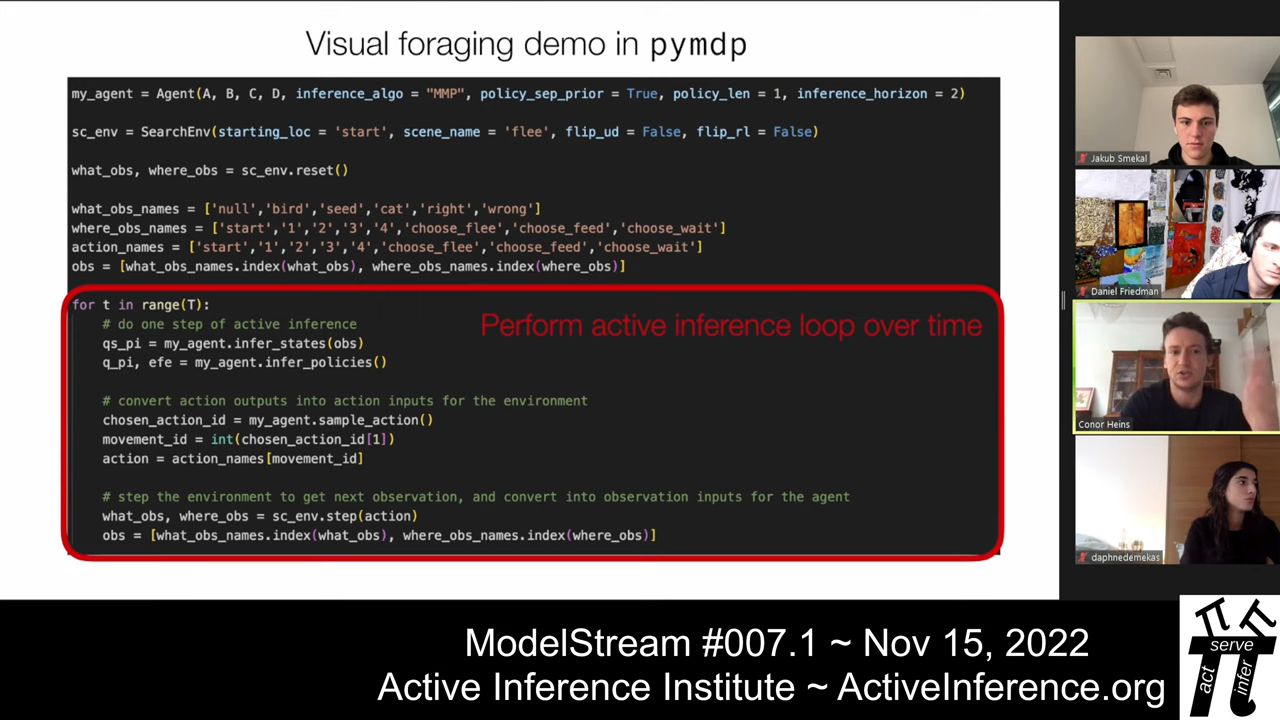 Visual foraging demo in pymdp
my_agent = Agent(A, B, C, D, inference_algo = "MMP", policy_sep_prior = True, policy_len = 1, inference_horizon = 2)
sc_env = SearchEnv(starting_loc = 'start', scene_name = 'flee', flip_ud = False, flip_rl = False)
what_obs, where_obs = sc_env.reset()
what_obs_names = ['null','bird','seed','cat','right','wrong']
where_obs_names = ['start','1','2','3','4','choose_flee','choose_feed','choose_wait']
action_names = ['start','1','2','3','4','choose_flee','choose_feed','choose_wait']
obs = [what_obs_names.index(what_obs), where_obs_names.index(where_obs)]
for t in range(T):
Perform active inference loop over time
# do one step of active inference
qs_pi = my_agent.infer_states(obs)
q_pi, efe = my_agent.infer_policies()
# convert action outputs into action inputs for the environment
chosen_action_id = my_agent.sample_action()
movement_id = int(chosen_action_id[1])
action = action_names[movement_id]
# step the environment to get next observation, and convert into observation inputs for the agent
what_obs, where_obs = sc_env.step(action)
obs = [what_obs_names.index(what_obs), where_obs_names.index(where_obs)]
Jakub Smekal
Daniel Friedman
Conor Heins
daphnedemekas
ModelStream #007.1 ~ Nov 15, 2022
Active Inference Institute ~ ActiveInference.org
serve
act
infer